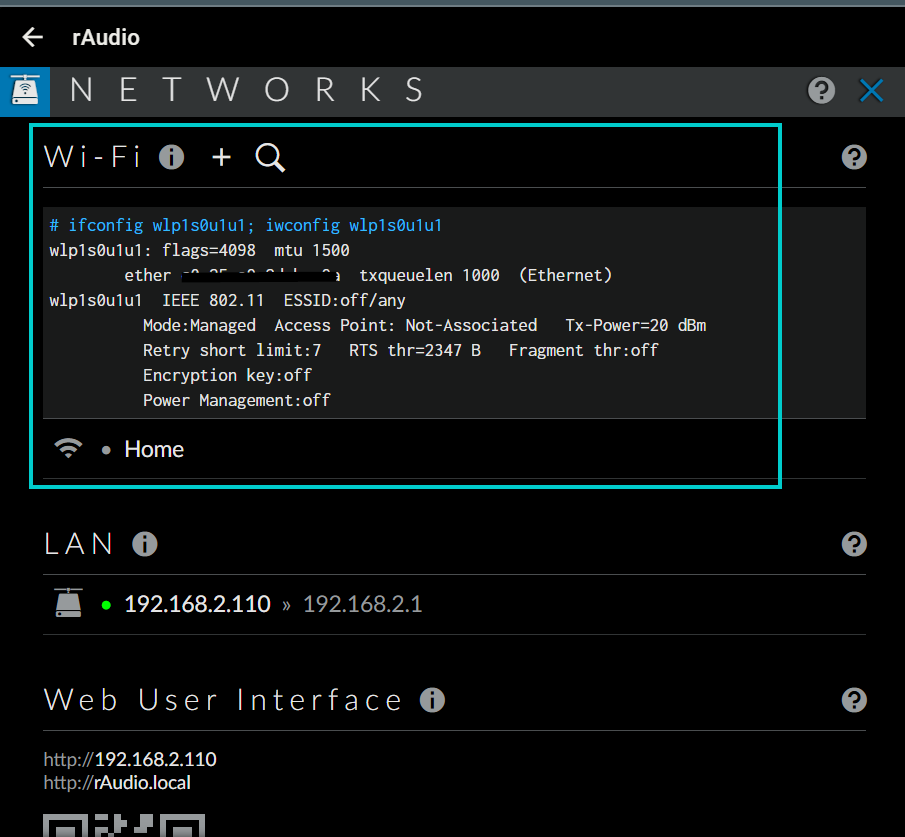 rAudio
NETWORKS
Wi-Fi
# ifconfig wlp1s0u1u1; iwconfig wlp1s0u1u1
wlp1s0u1u1: flags=4098  mtu 1500
ether txqueuelen 1000  (Ethernet)
wlp1s0u1u1  IEEE 802.11  ESSID:off/any
Mode:Managed  Access Point: Not-Associated   Tx-Power=20 dBm
Retry short limit:7   RTS thr=2347 B   Fragment thr:off
Encryption key:off
Power Management:off
Home
LAN
192.168.2.110 » 192.168.2.1
Web User Interface
http://192.168.2.110
http://rAudio.local